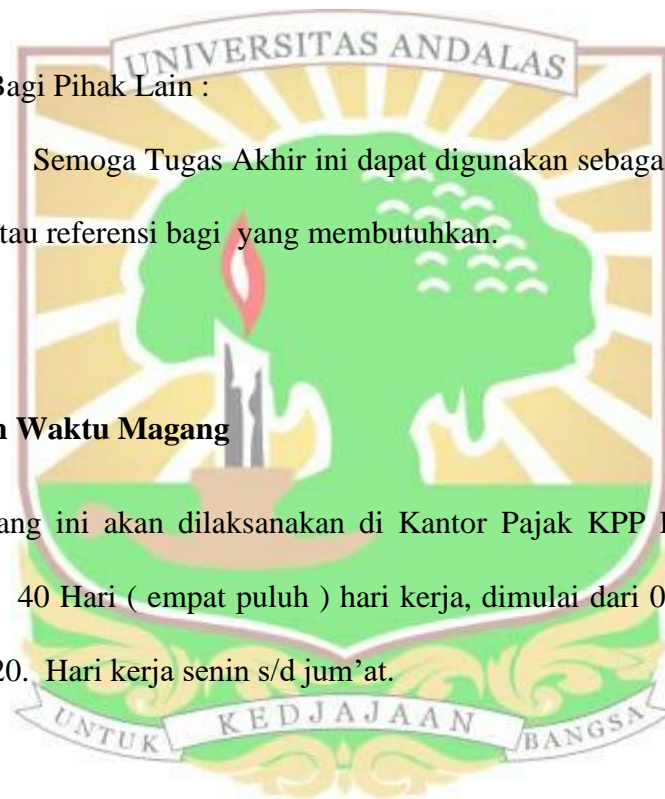 UNIVERSITAS ANDALAS
Bagi Pihak Lain :
Semoga Tugas Akhir ini dapat digunakan sebaga
tau referensi bagi yang membutuhkan.
n Waktu Magang
ang ini akan dilaksanakan di Kantor Pajak KPP
40 Hari ( empat puluh ) hari kerja, dimulai dari 0
20. Hari kerja senin s/d jum’at.
UNTUK KEDJAJAAN BANGSA